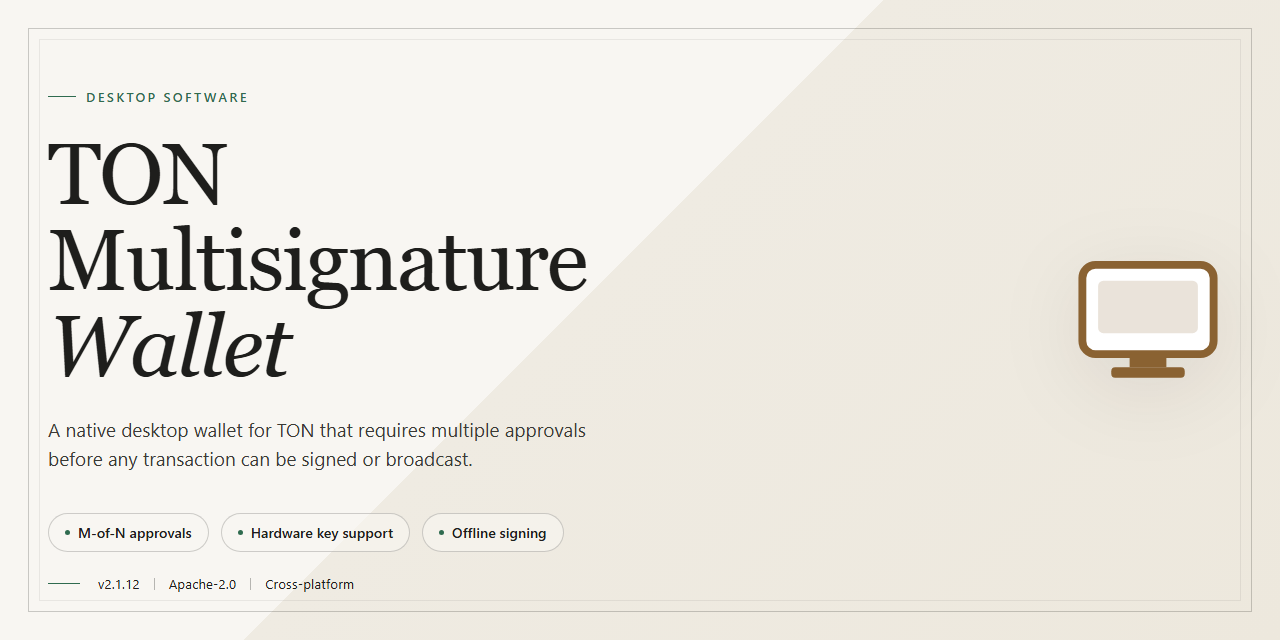 DESKTOP SOFTWARE
TON
Multisignature
Wallet
A native desktop wallet for TON that requires multiple approvals
before any transaction can be signed or broadcast.
M-of-N approvals Hardware key support Offline signing
v2.1.12 Apache-2.0 Cross-platform